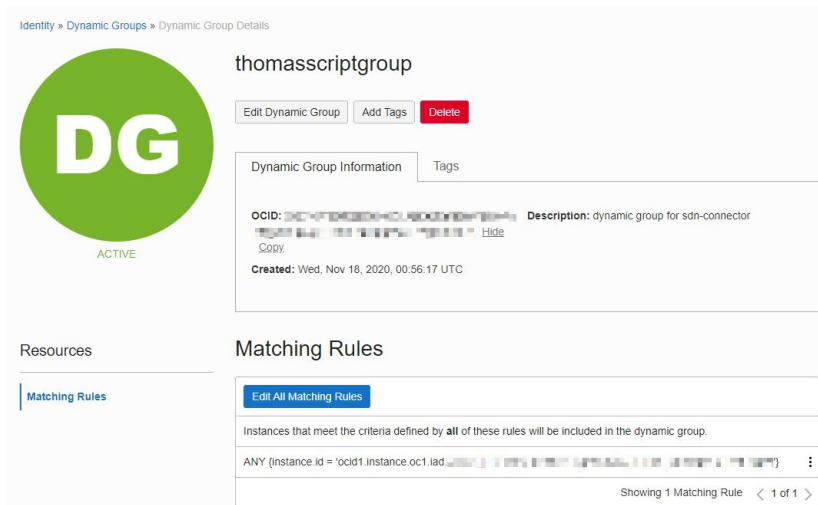 Identity » Dynamic Groups » Dynamic Group Details
DG
ACTIVE
thomasscriptgroup
Edit Dynamic Group Add Tags Delete
Dynamic Group Information Tags
OCID: Description: dynamic group for sdn-connector
Hide
Copy
Created: Wed, Nov 18, 2020, 00:56:17 UTC
Resources
Matching Rules
Matching Rules
Edit All Matching Rules
Instances that meet the criteria defined by all of these rules will be included in the dynamic group.
ANY {instance.id = 'ocid1.instance.oc1.iad. '}
Showing 1 Matching Rule < 1 of 1 >